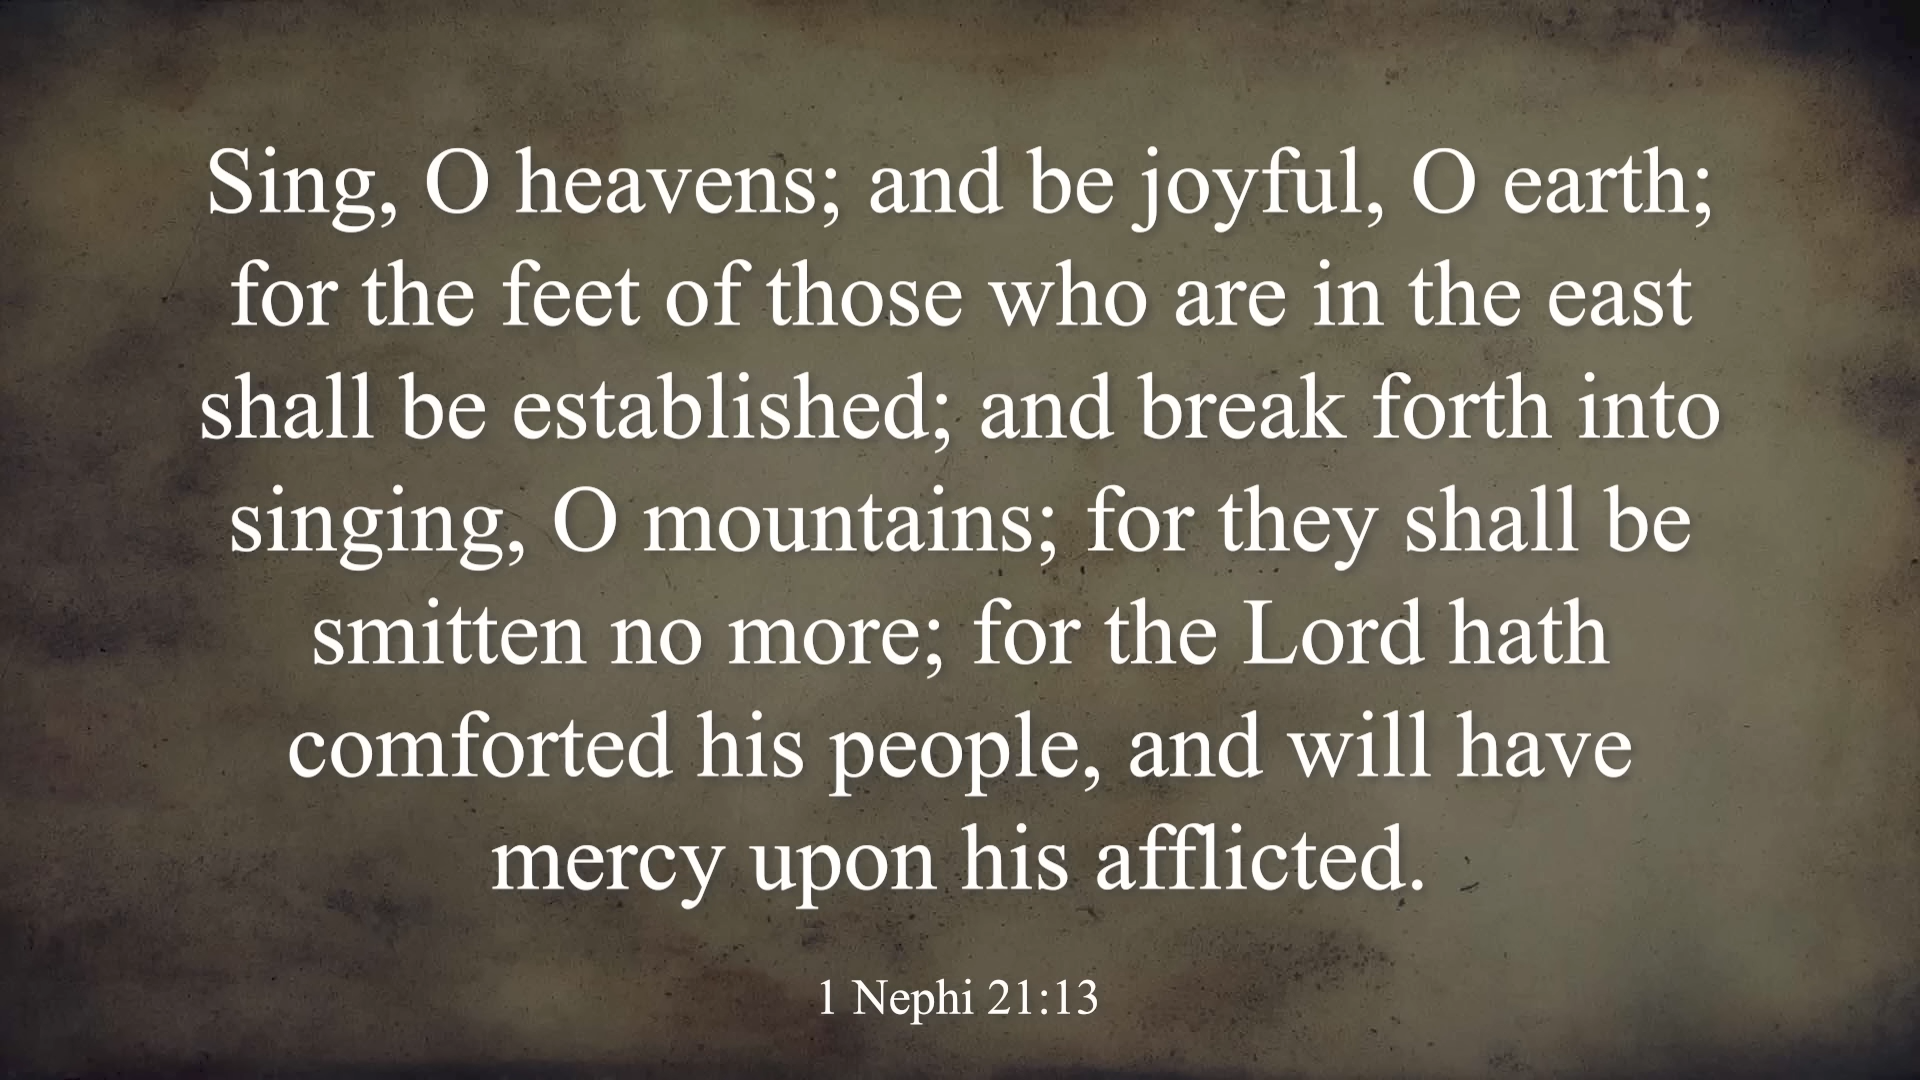 Sing, O heavens; and be joyful, O earth;
for the feet of those who are in the east
shall be established; and break forth into
singing, O mountains; for they shall be
smitten no more; for the Lord hath
comforted his people, and will have
mercy upon his afflicted.
1 Nephi 21:13